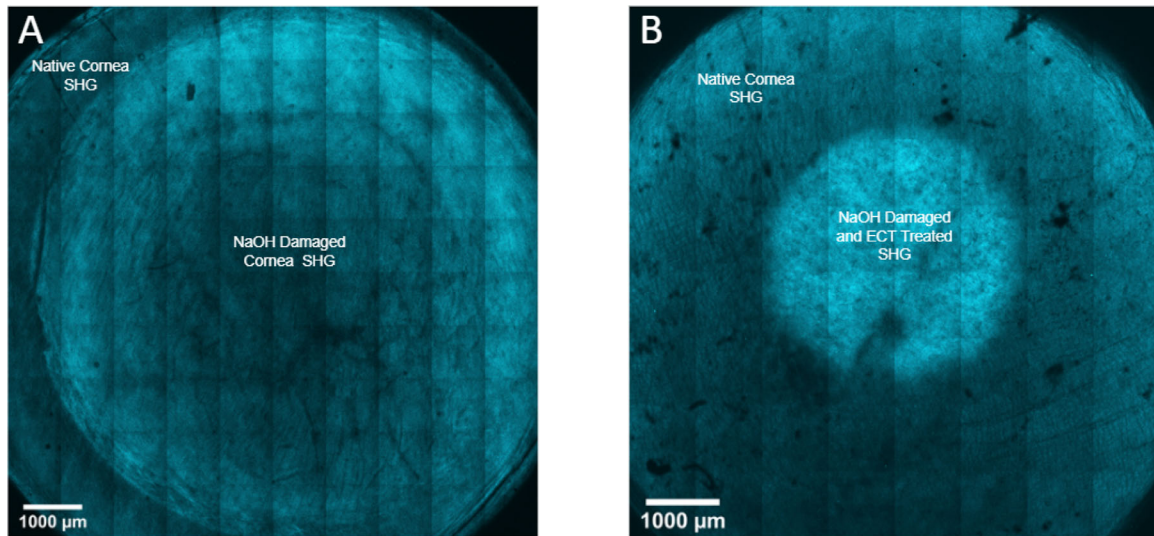 A
Native Cornea
SHG
NaOH Damaged
Cornea SHG
1000 µm
B
Native Cornea
SHG
NaOH Damaged
and ECT Treated
SHG
1000 µm